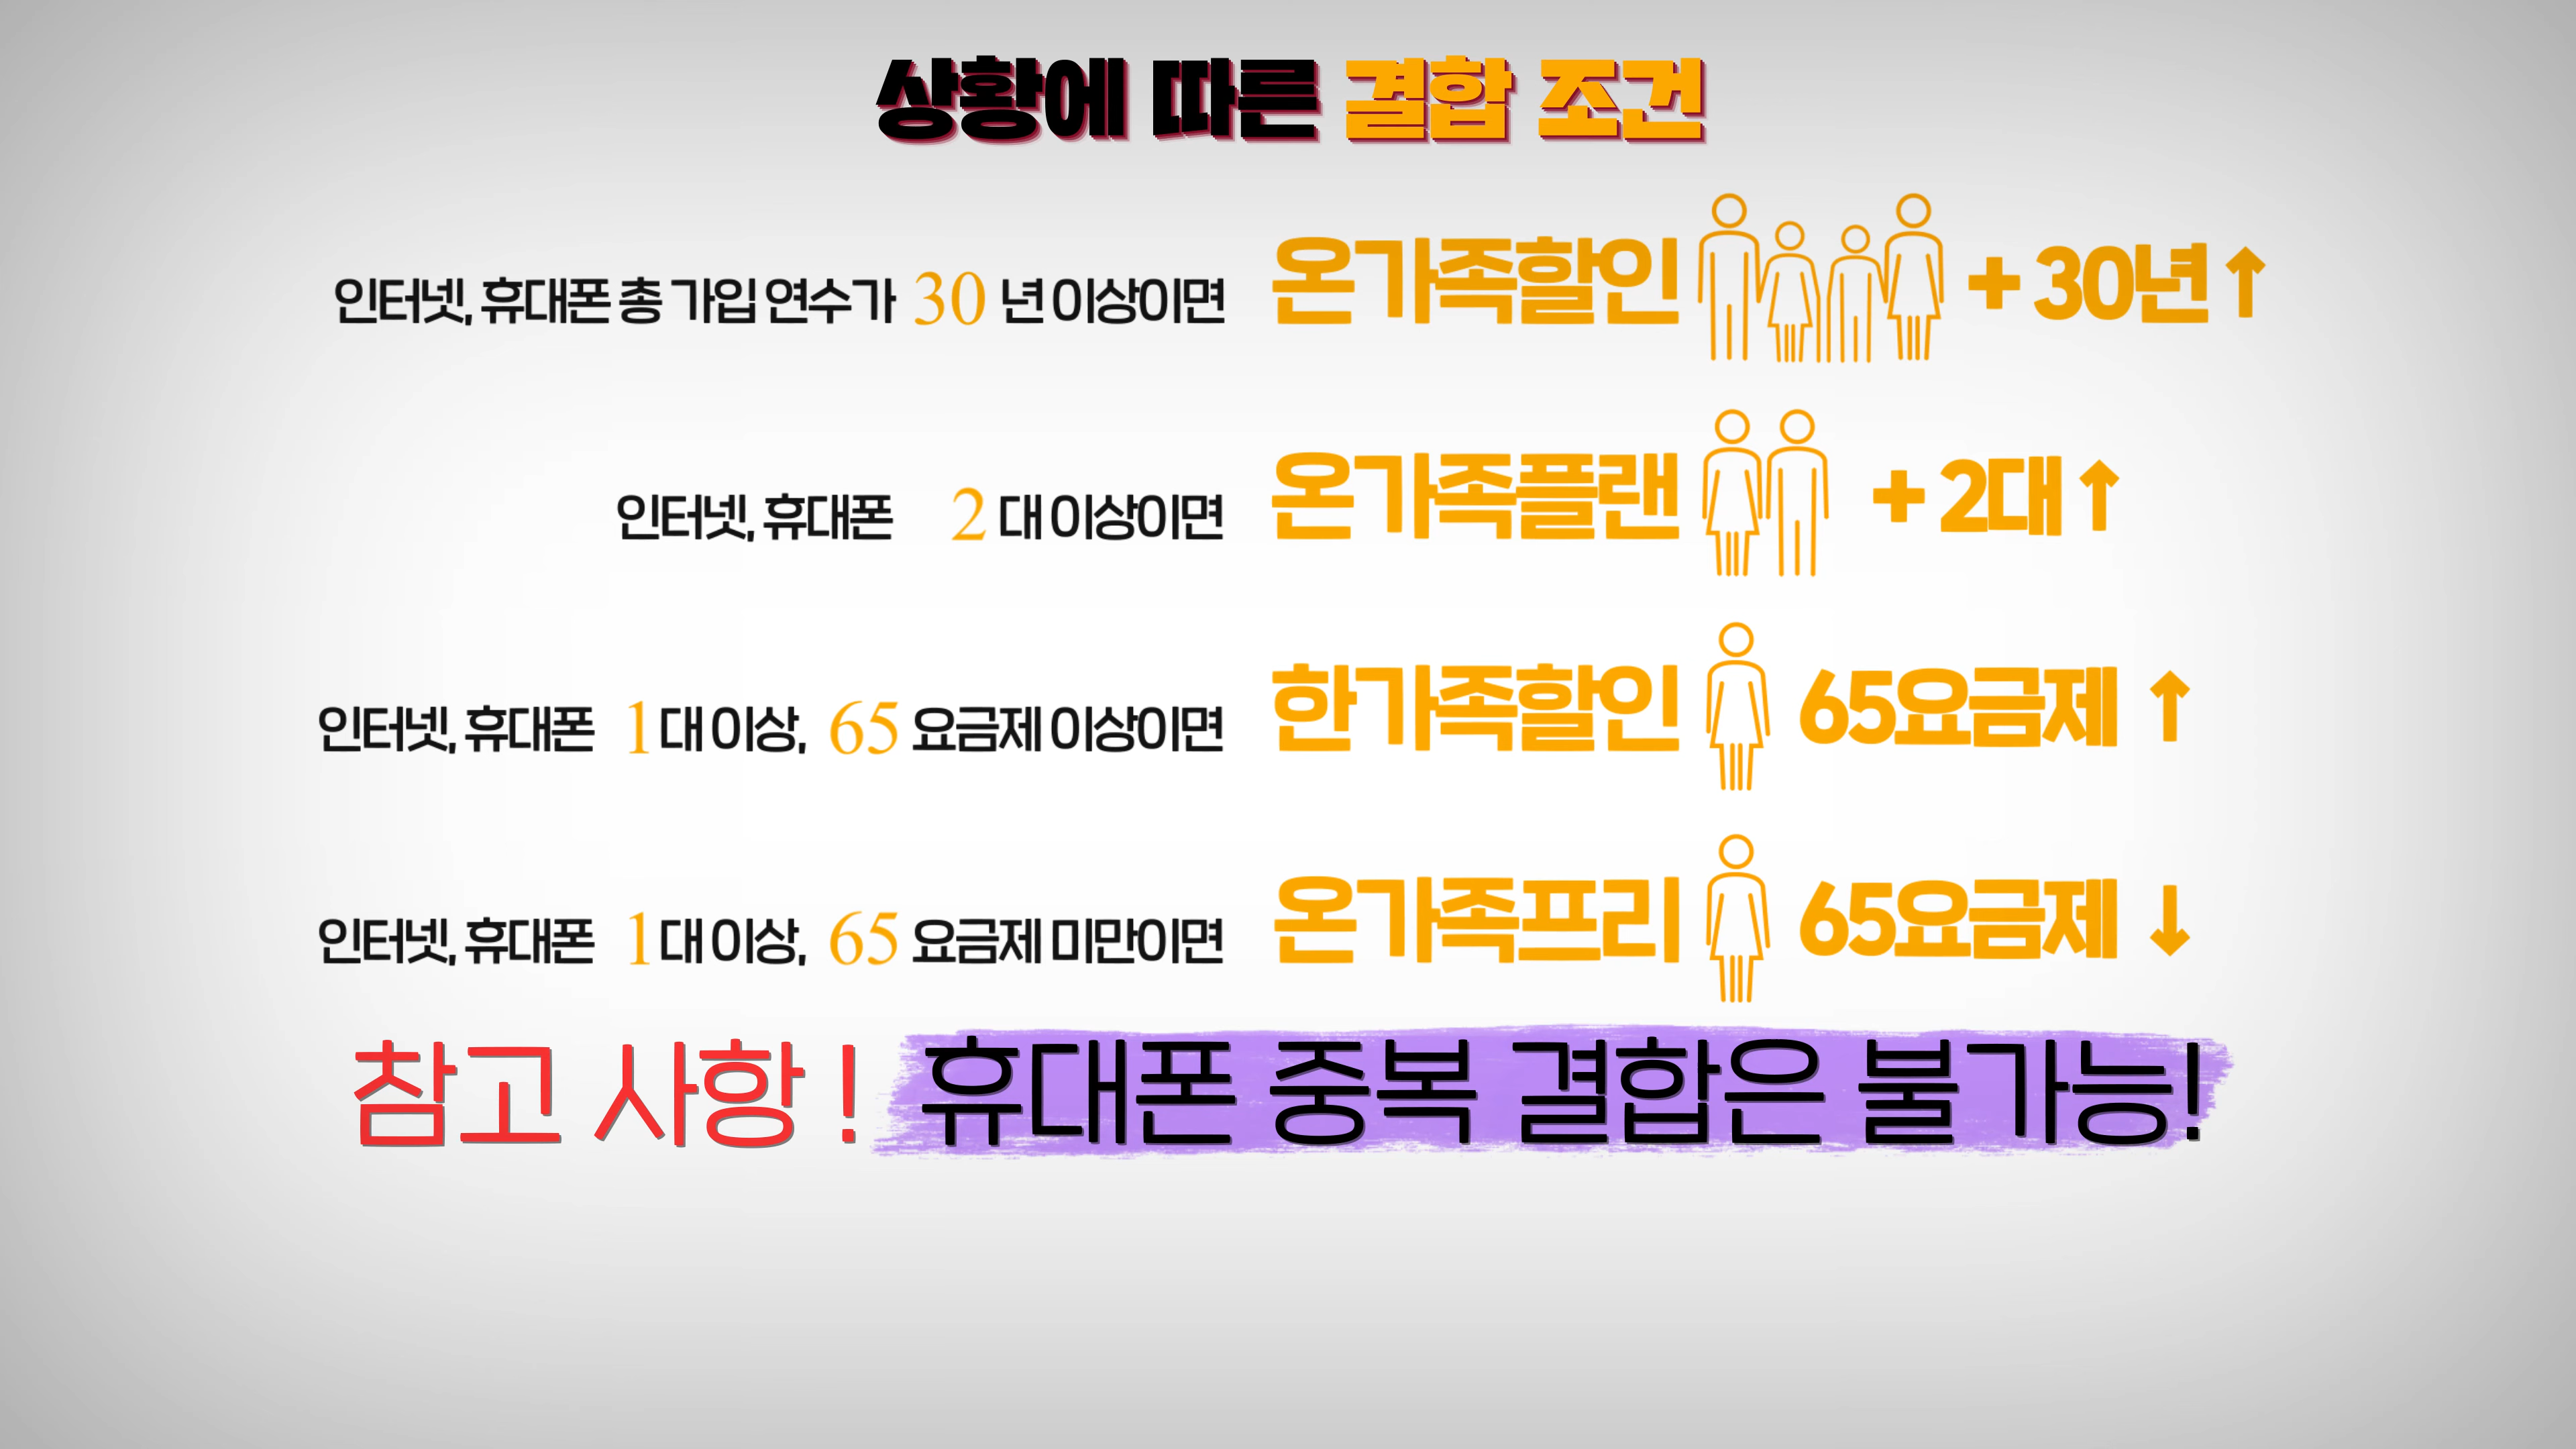 상황에 따른 결합 조건
인터넷, 휴대폰 총 가입 연수가 30 년 이상이면 온가족할인 + 30년↑
인터넷, 휴대폰 2 대 이상이면 온가족플랜 + 2대↑
인터넷, 휴대폰 1 대 이상, 65 요금제 이상이면 한가족할인 65요금제 ↑
인터넷, 휴대폰 1 대 이상, 65 요금제 미만이면 온가족프리 65요금제 ↓
참고 사항 ! 휴대폰 중복 결합은 불가능!